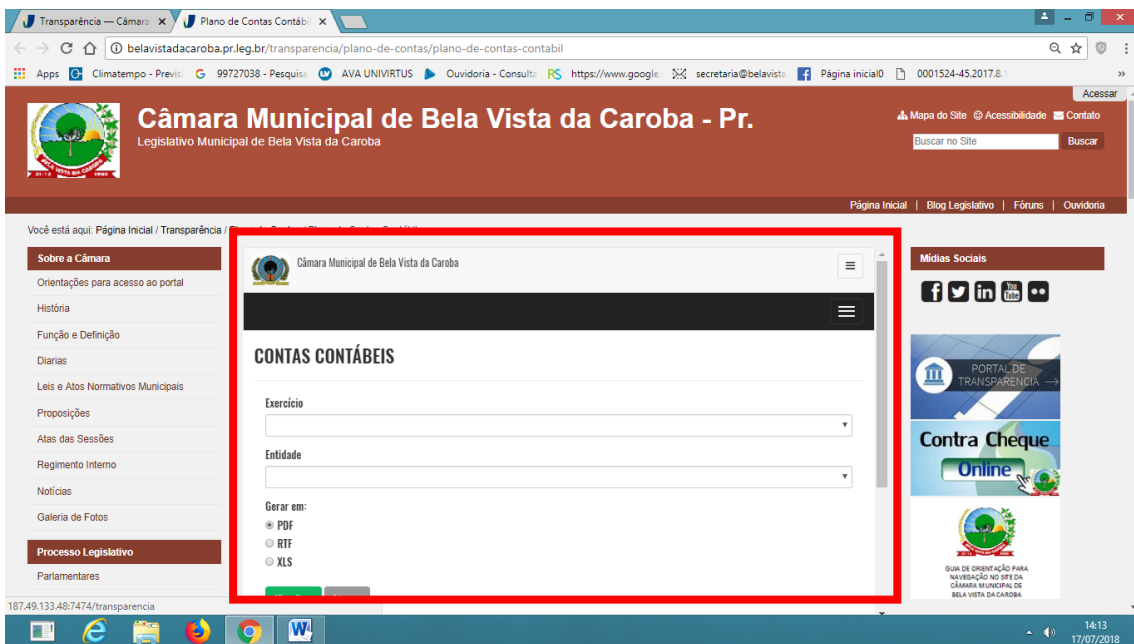 Transparência — Câmara
Plano de Contas Contábil
belavistadacaroba.pr.leg.br/transparencia/plano-de-contas/plano-de-contas-contabil
Apps
Climatempo - Previs
99727038 - Pesquisa
AVA UNIVIRTUS
Ouvidoria - Consulta
RS https://www.google.
secretaria@belavista
Página inicial0
0001524-45.2017.8.1
»
Acessar
Câmara Municipal de Bela Vista da Caroba - Pr.
Legislativo Municipal de Bela Vista da Caroba
Mapa do Site Acessibilidade Contato
Buscar no Site
Buscar
Página Inicial | Blog Legislativo | Fóruns | Ouvidoria
Você está aqui: Página Inicial / Transparência /
Sobre a Câmara
Orientações para acesso ao portal
História
Função e Definição
Diarias
Leis e Atos Normativos Municipais
Proposições
Atas das Sessões
Regimento Interno
Notícias
Galeria de Fotos
Processo Legislativo
Parlamentares
187.49.133.48:7474/transparencia
Câmara Municipal de Bela Vista da Caroba
CONTAS CONTÁBEIS
Exercício
Entidade
Gerar em:
PDF
RTF
XLS
Mídias Sociais
You Tube
PORTAL DE
TRANSPARENCIA
Contra Cheque
Online
GUIA DE ORIENTAÇÃO PARA
NAVEGAÇÃO NO SITE DA
CÂMARA MUNICIPAL DE
BELA VISTA DA CAROBA
14:13
17/07/2018